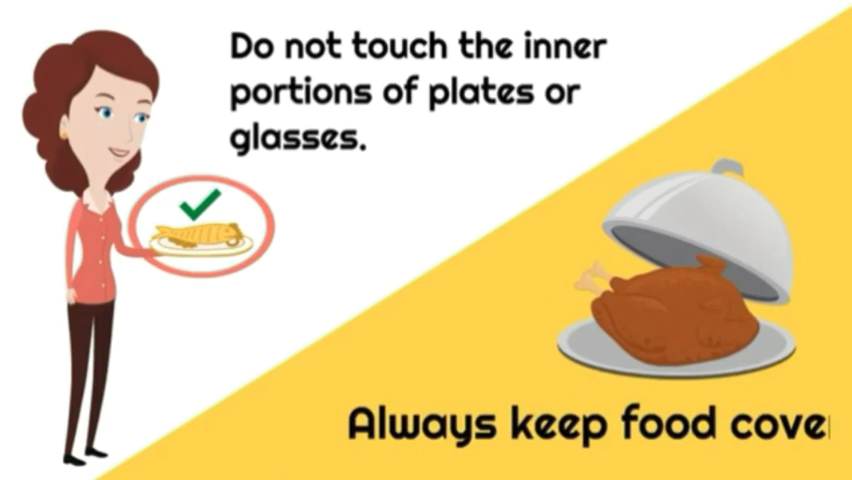 Do not touch the inner
portions of plates or
glasses.
Always keep food cove